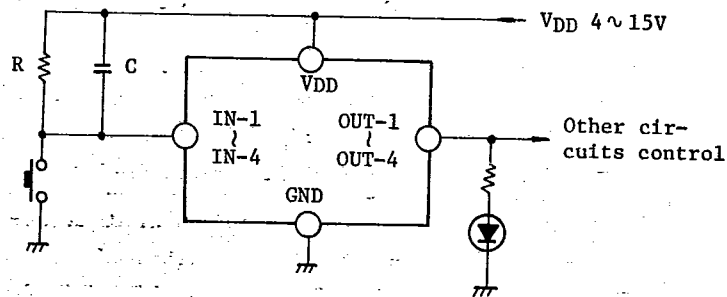 VDD 4~15V
R
C
VDD
IN-1
~
IN-4
OUT-1
~
OUT-4
Other cir-
cuits control
GND